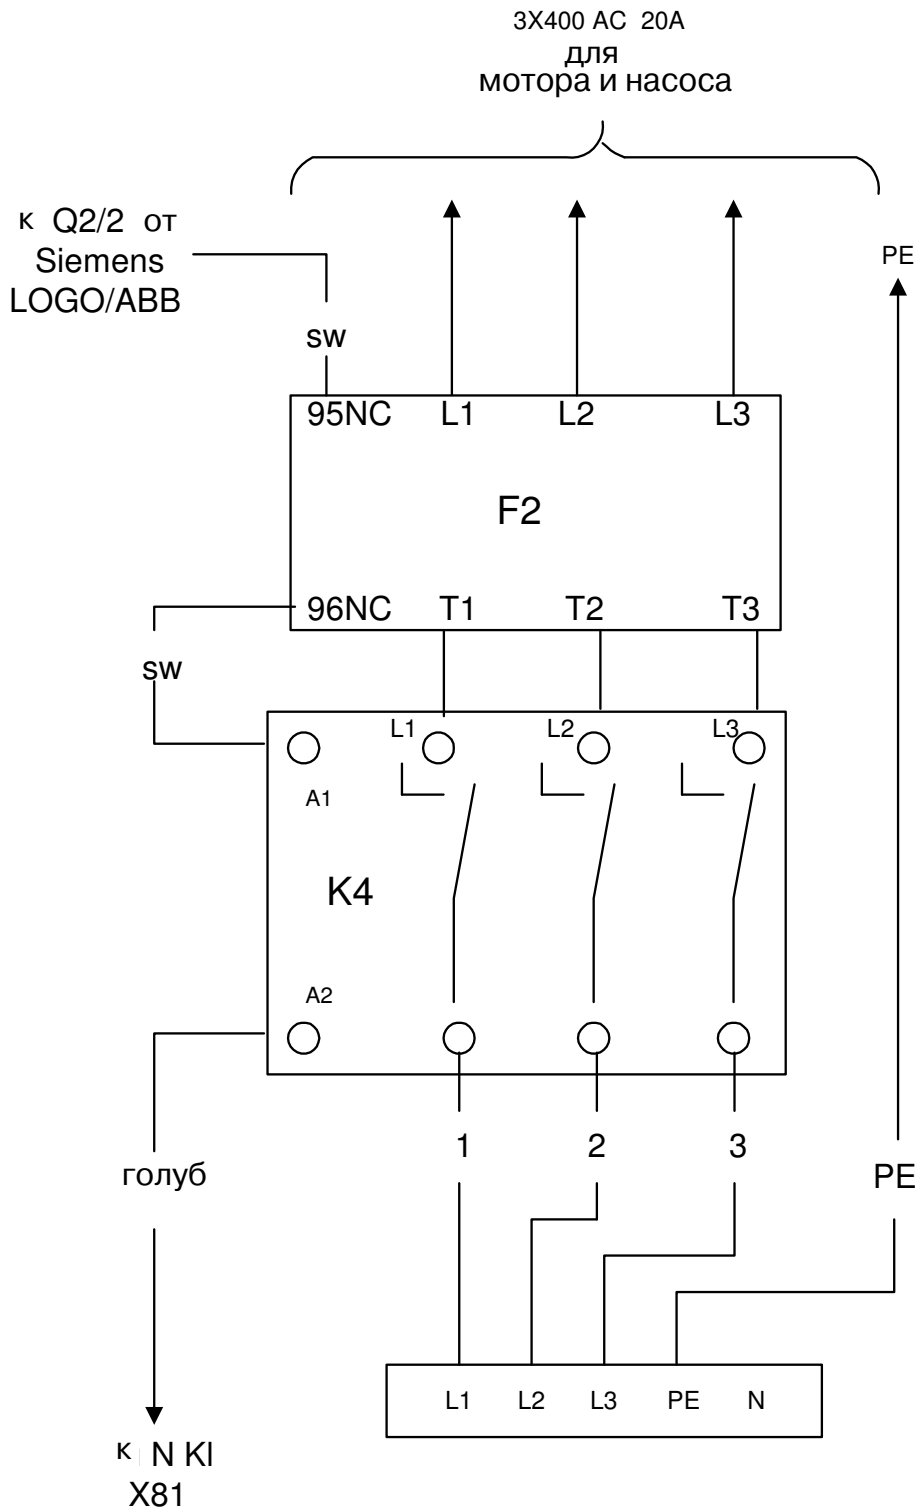 3X400 AC 20A
для
мотора и насоса
к Q2/2 от
Siemens
LOGO/ABB
PE
sw
95NC L1 L2 L3
F2
96NC T1 T2 T3
sw
L1 L2 L3
A1
K4
A2
1 2 3
голуб
PE
L1 L2 L3 PE N
к N Kl
X81